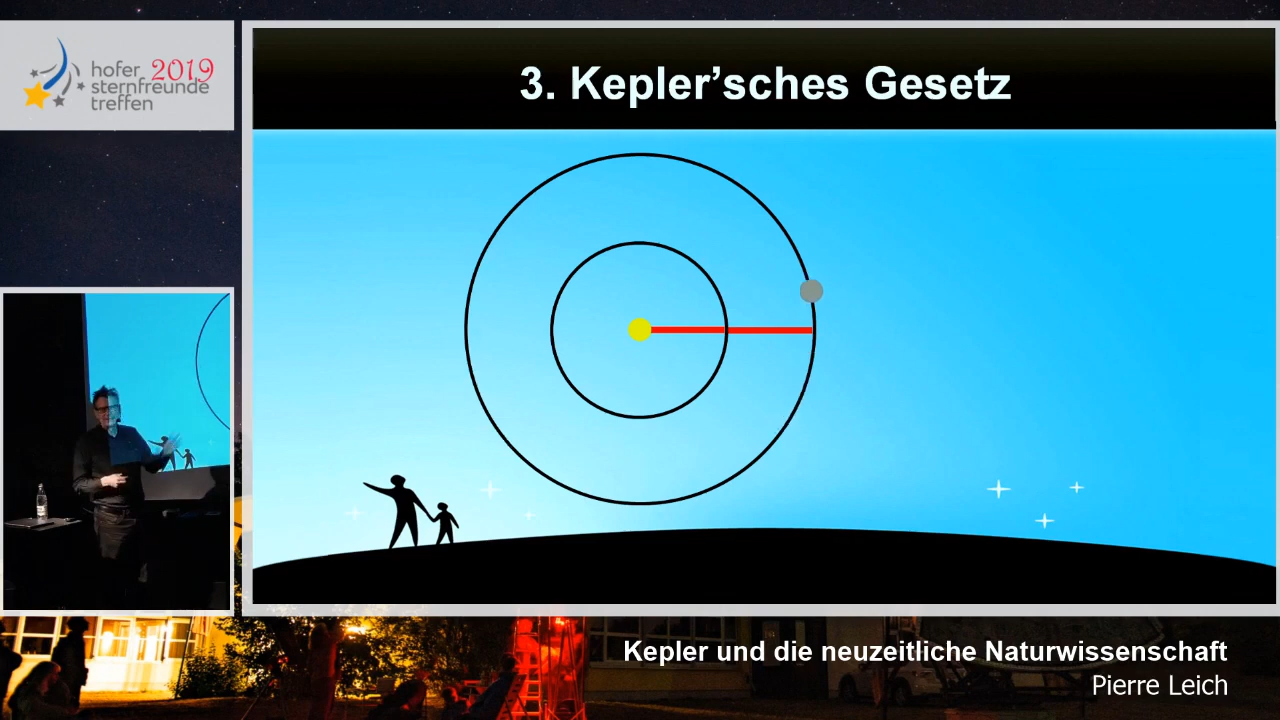 hofer 2019
sternfreunde
treffen
3. Kepler’sches Gesetz
Kepler und die neuzeitliche Naturwissenschaft
Pierre Leich